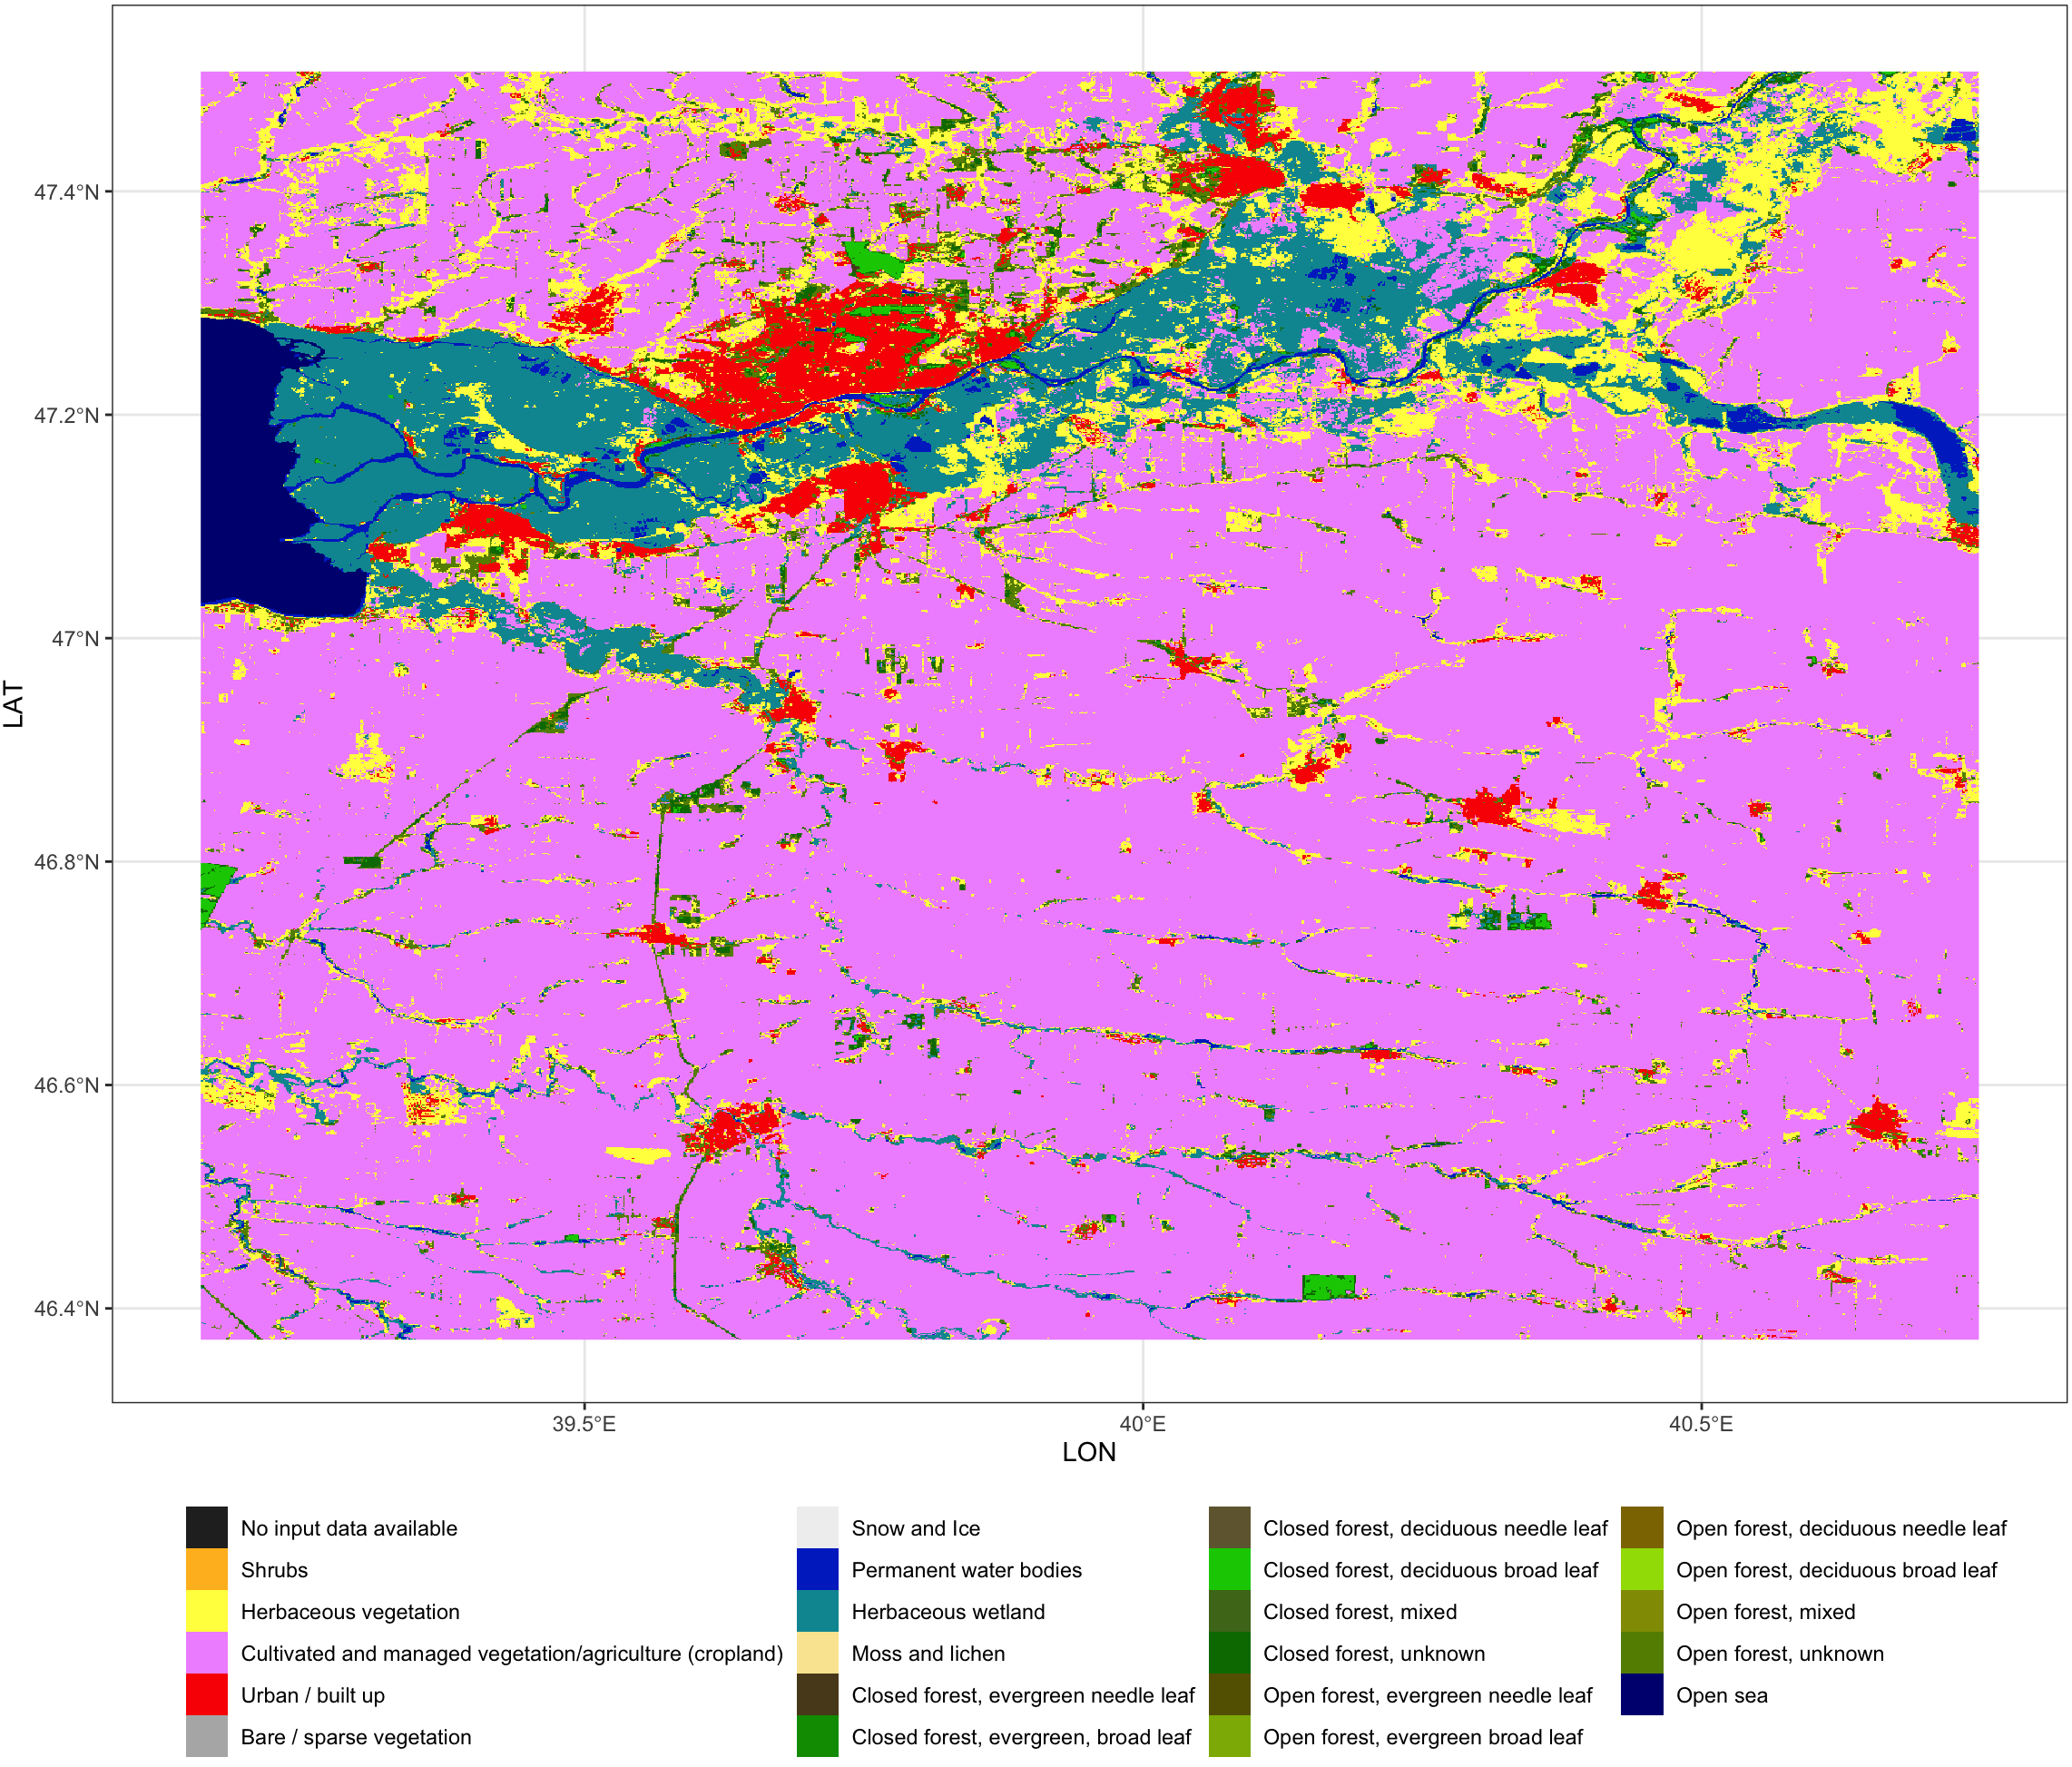 47.4°N
47.2°N
47°N
46.8°N
46.6°N
46.4°N
LAT
39.5°E
40°E
40.5°E
LON
No input data available
Shrubs
Herbaceous vegetation
Cultivated and managed vegetation/agriculture (cropland)
Urban / built up
Bare / sparse vegetation
Snow and Ice
Permanent water bodies
Herbaceous wetland
Moss and lichen
Closed forest, evergreen needle leaf
Closed forest, evergreen, broad leaf
Closed forest, deciduous needle leaf
Closed forest, deciduous broad leaf
Closed forest, mixed
Closed forest, unknown
Open forest, evergreen needle leaf
Open forest, evergreen broad leaf
Open forest, deciduous needle leaf
Open forest, deciduous broad leaf
Open forest, mixed
Open forest, unknown
Open sea